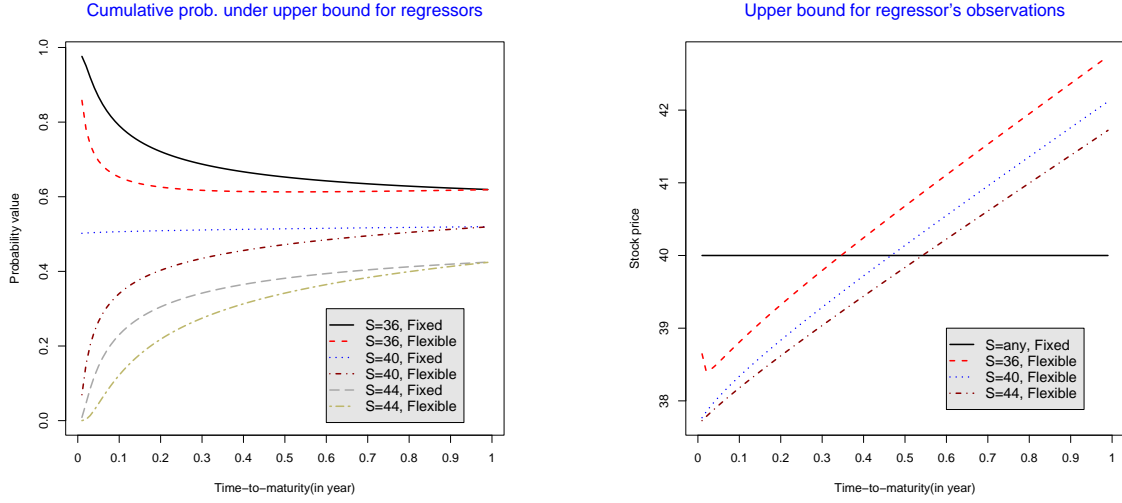 Cumulative prob. under upper bound for regressors
Probability value
1.0
0.8
0.6
0.4
0.2
0.0
S=36, Fixed
S=36, Flexible
S=40, Fixed
S=40, Flexible
S=44, Fixed
S=44, Flexible
0 0.1 0.2 0.3 0.4 0.5 0.6 0.7 0.8 0.9 1
Time−to−maturity(in year)
Upper bound for regressor's observations
Stock price
42
41
40
39
38
S=any, Fixed
S=36, Flexible
S=40, Flexible
S=44, Flexible
0 0.1 0.2 0.3 0.4 0.5 0.6 0.7 0.8 0.9 1
Time−to−maturity(in year)